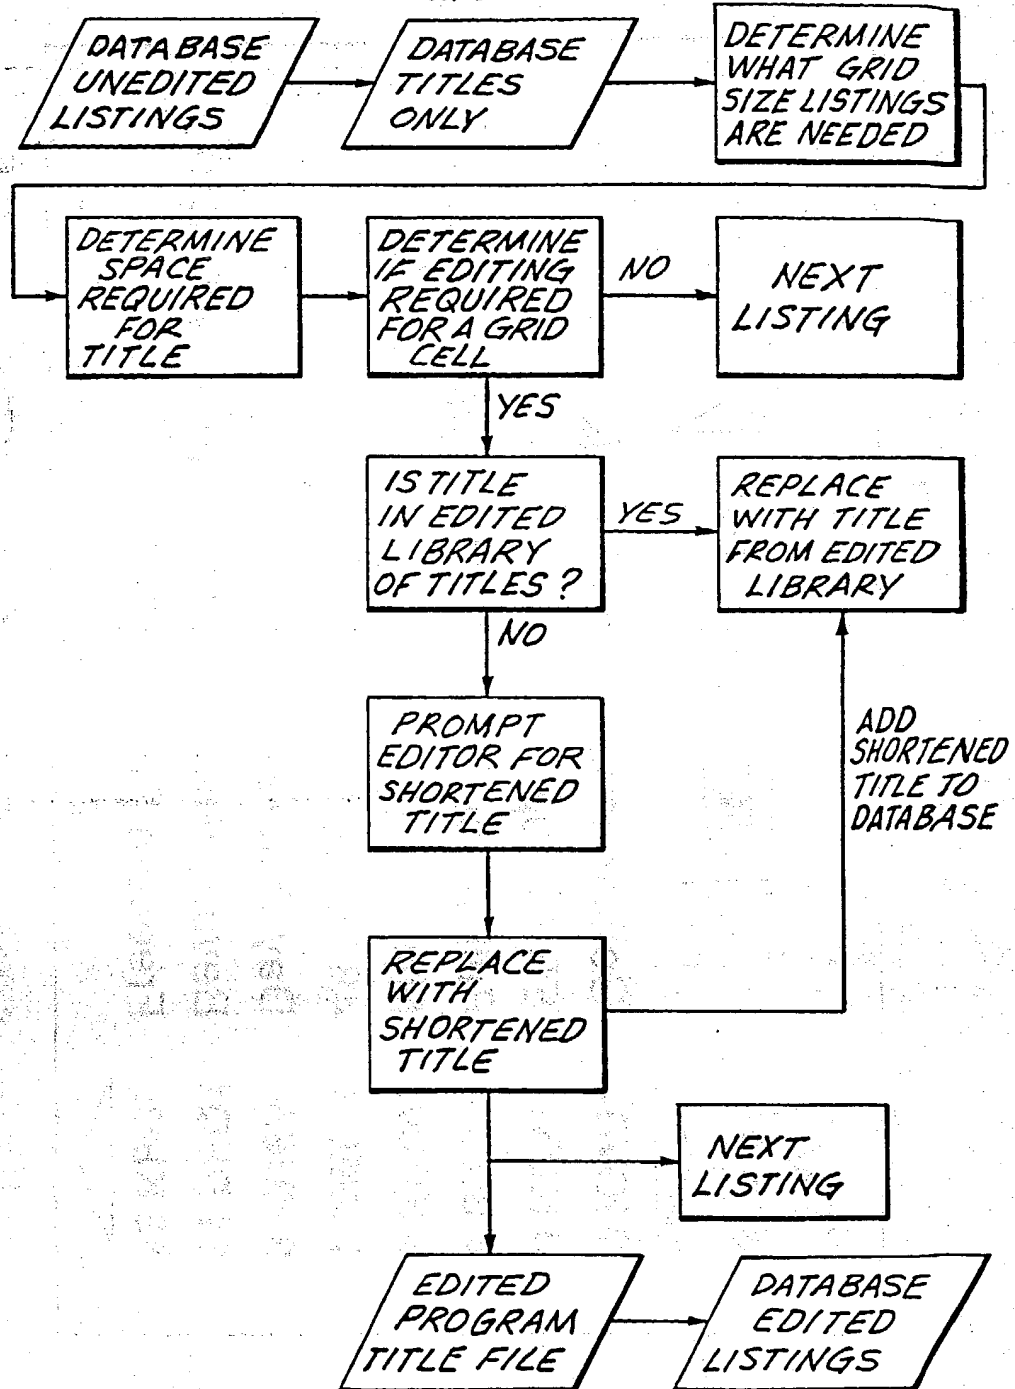 DATABASE
UNEDITED
LISTINGS
DATABASE
TITLES
ONLY
DETERMINE
WHAT GRID
SIZE LISTINGS
ARE NEEDED
DETERMINE
SPACE
REQUIRED
FOR
TITLE
DETERMINE
IF EDITING
REQUIRED
FOR A GRID
CELL
NO
NEXT
LISTING
YES
IS TITLE
IN EDITED
LIBRARY
OF TITLES ?
YES
REPLACE
WITH TITLE
FROM EDITED
LIBRARY
NO
PROMPT
EDITOR FOR
SHORTENED
TITLE
ADD
SHORTENED
TITLE TO
DATABASE
REPLACE
WITH
SHORTENED
TITLE
NEXT
LISTING
EDITED
PROGRAM
TITLE FILE
DATABASE
EDITED
LISTINGS